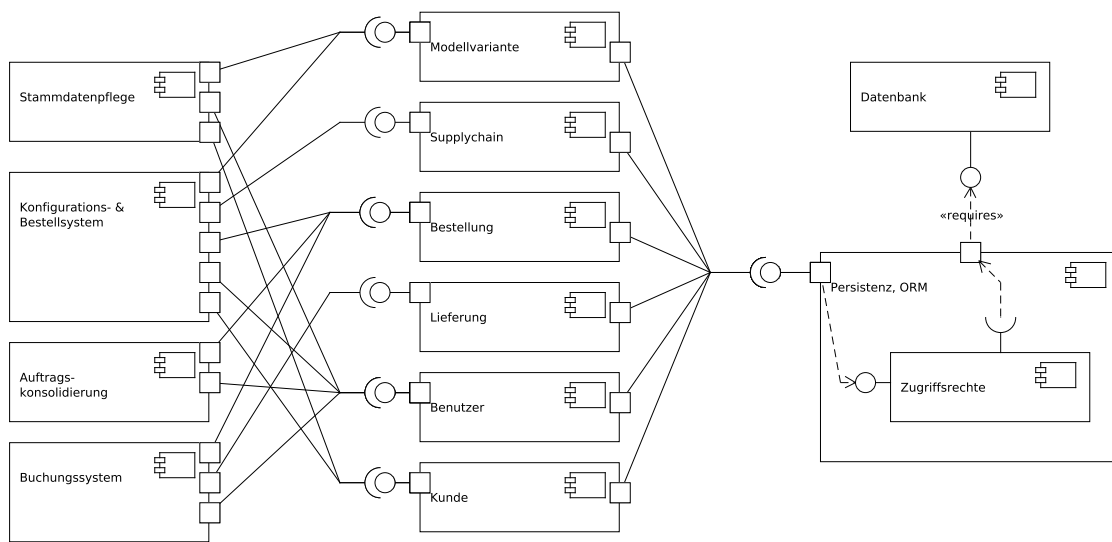 Stammdatenpflege
Konfigurations- &
Bestellsystem
Auftrags-
konsolidierung
Buchungssystem
Modellvariante
Supplychain
Bestellung
Lieferung
Benutzer
Kunde
Datenbank
«requires»
Persistenz, ORM
Zugriffsrechte